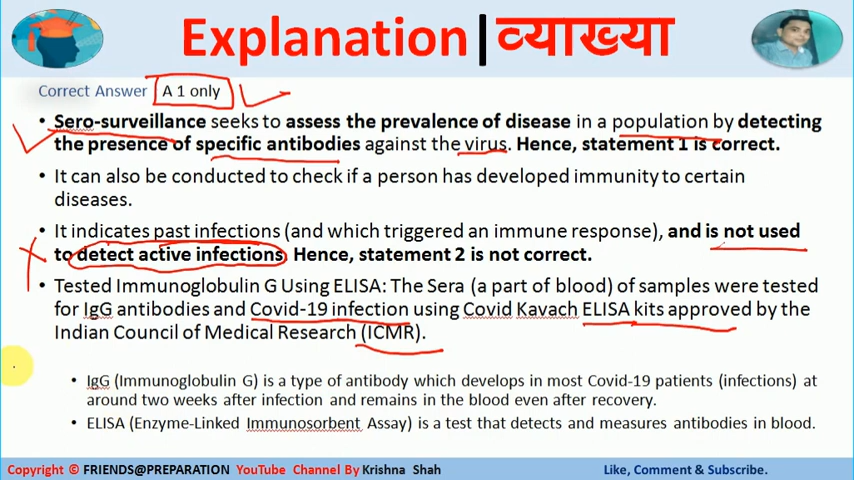 Explanation|व्याख्या
Correct Answer A 1 only
• Sero-surveillance seeks to assess the prevalence of disease in a population by detecting
the presence of specific antibodies against the virus. Hence, statement 1 is correct.
• It can also be conducted to check if a person has developed immunity to certain
diseases.
• It indicates past infections (and which triggered an immune response), and is not used
to detect active infections. Hence, statement 2 is not correct.
• Tested Immunoglobulin G Using ELISA: The Sera (a part of blood) of samples were tested
for IgG antibodies and Covid-19 infection using Covid Kavach ELISA kits approved by the
Indian Council of Medical Research (ICMR).
• IgG (Immunoglobulin G) is a type of antibody which develops in most Covid-19 patients (infections) at
around two weeks after infection and remains in the blood even after recovery.
• ELISA (Enzyme-Linked Immunosorbent Assay) is a test that detects and measures antibodies in blood.
Copyright © FRIENDS@PREPARATION YouTube Channel By Krishna Shah Like, Comment & Subscribe.